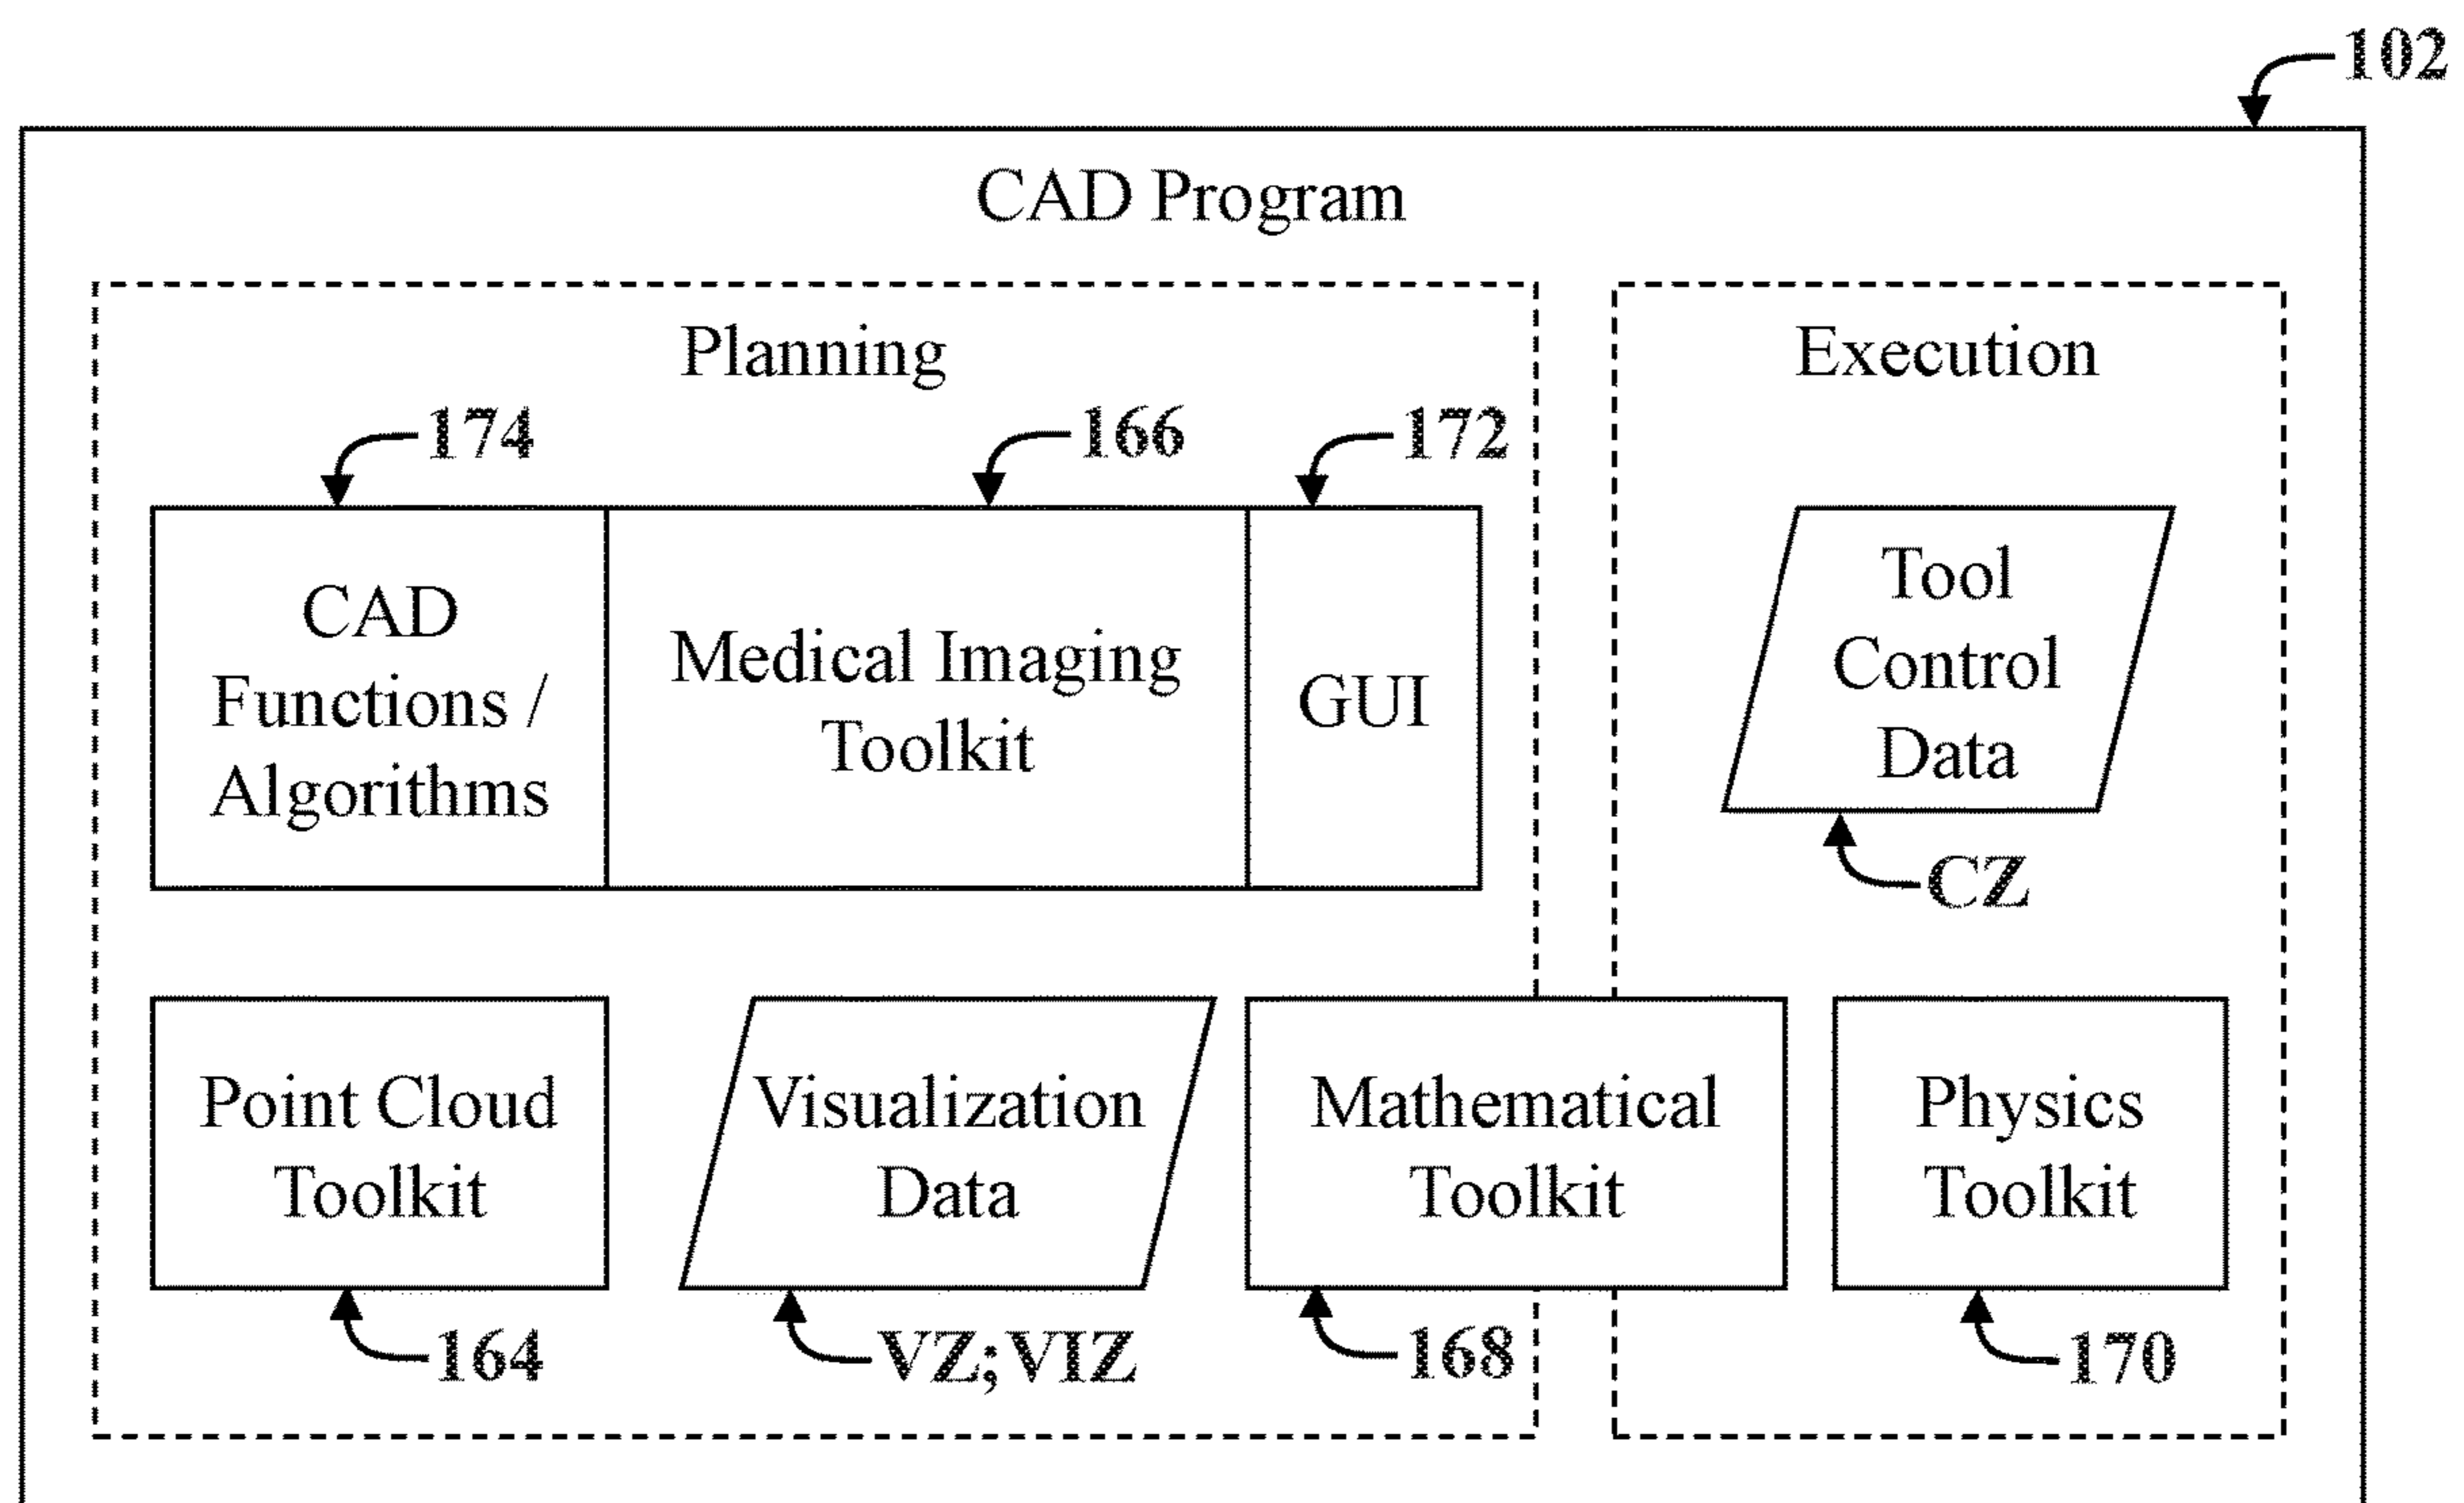 102
CAD Program
Planning
Execution
174
166
172
CAD
Functions /
Algorithms
Medical Imaging
Toolkit
GUI
Tool
Control
Data
CZ
Point Cloud
Toolkit
Visualization
Data
Mathematical
Toolkit
Physics
Toolkit
164
VZ;VIZ
168
170